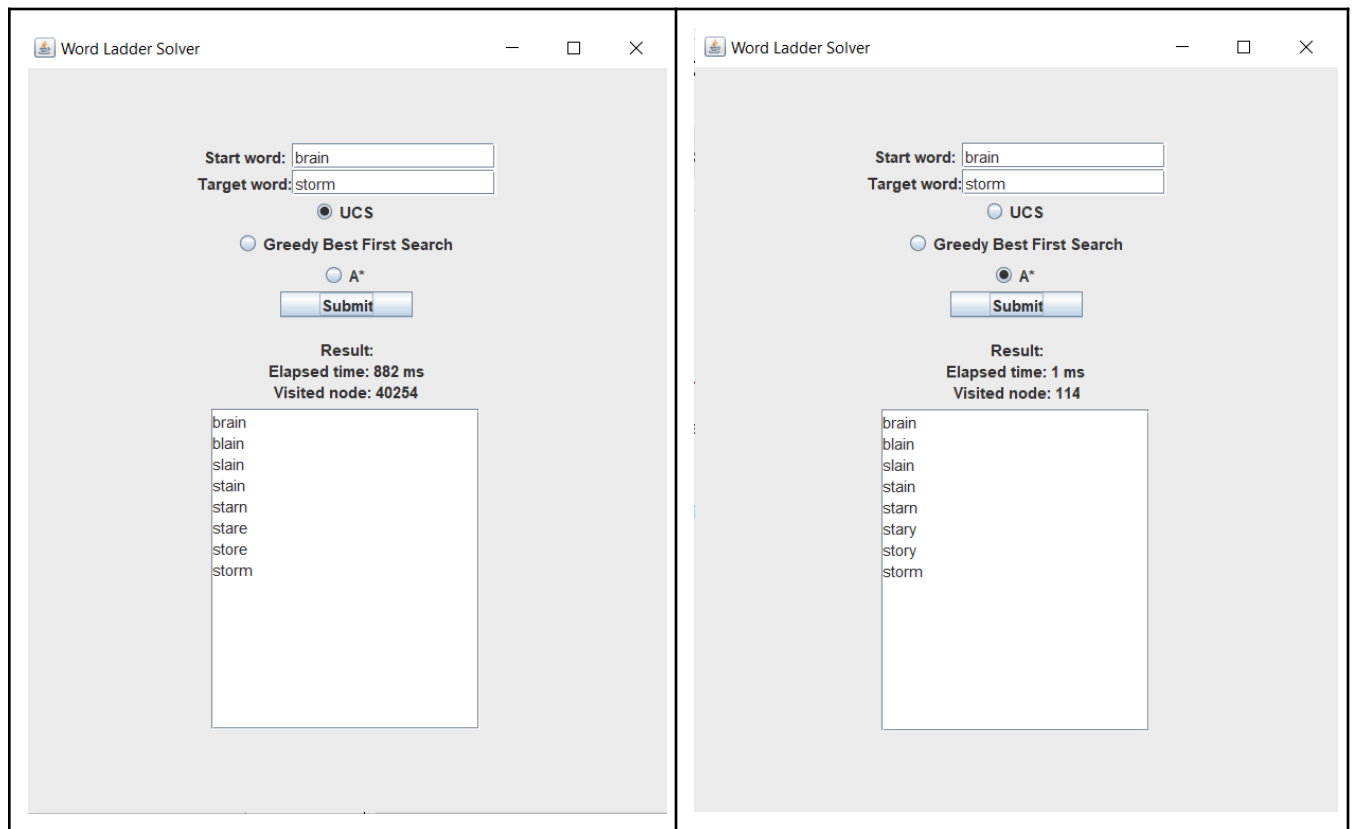 Word Ladder Solver
Start word: brain
Target word: storm
UCS
Greedy Best First Search
A*
Submit
Result:
Elapsed time: 882 ms
Visited node: 40254
brain
blain
slain
stain
starn
stare
store
storm
Word Ladder Solver
Start word: brain
Target word: storm
UCS
Greedy Best First Search
A*
Submit
Result:
Elapsed time: 1 ms
Visited node: 114
brain
blain
slain
stain
starn
stary
story
storm